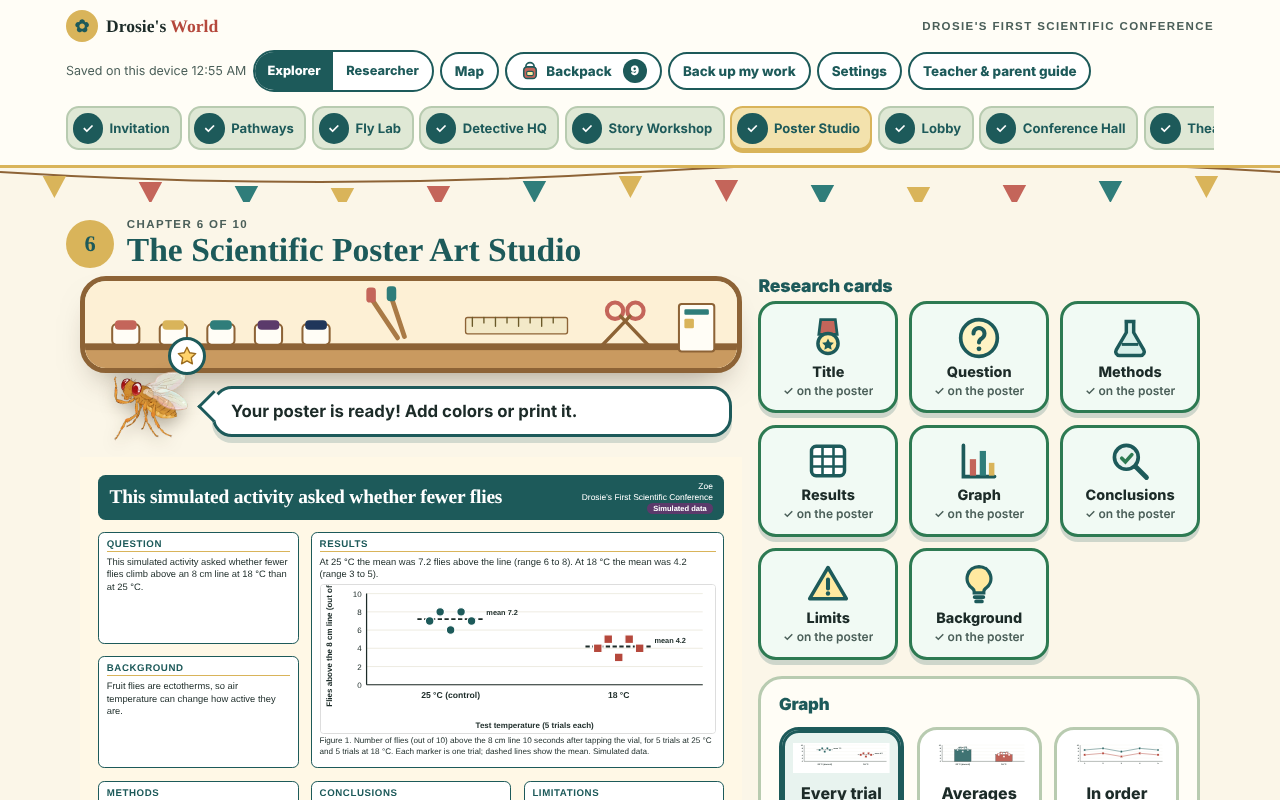 Drosie's World
DROSIE'S FIRST SCIENTIFIC CONFERENCE
Saved on this device 12:55 AM
Explorer
Researcher
Map
Backpack 9
Back up my work
Settings
Teacher & parent guide
Invitation
Pathways
Fly Lab
Detective HQ
Story Workshop
Poster Studio
Lobby
Conference Hall
6
CHAPTER 6 OF 10
The Scientific Poster Art Studio
Your poster is ready! Add colors or print it.
This simulated activity asked whether fewer flies
Zoe
Drosie's First Scientific Conference
Simulated data
QUESTION
This simulated activity asked whether fewer
flies climb above an 8 cm line at 18 °C than
at 25 °C.
BACKGROUND
Fruit flies are ectotherms, so air
temperature can change how active they
are.
RESULTS
At 25 °C the mean was 7.2 flies above the line (range 6 to 8). At 18 °C the mean was 4.2
(range 3 to 5).
Flies above the 8 cm line (out of
10
8
6
4
2
0
mean 7.2
mean 4.2
25 °C (control)
18 °C
Test temperature (5 trials each)
Figure 1. Number of flies (out of 10) above the 8 cm line 10 seconds after tapping the vial, for 5 trials at 25 °C
and 5 trials at 18 °C. Each marker is one trial; dashed lines show the mean. Simulated data.
METHODS
CONCLUSIONS
LIMITATIONS
Research cards
Title
✓ on the poster
Question
✓ on the poster
Methods
✓ on the poster
Results
✓ on the poster
Graph
✓ on the poster
Conclusions
✓ on the poster
Limits
✓ on the poster
Background
✓ on the poster
Graph
Every trial
Averages
In order